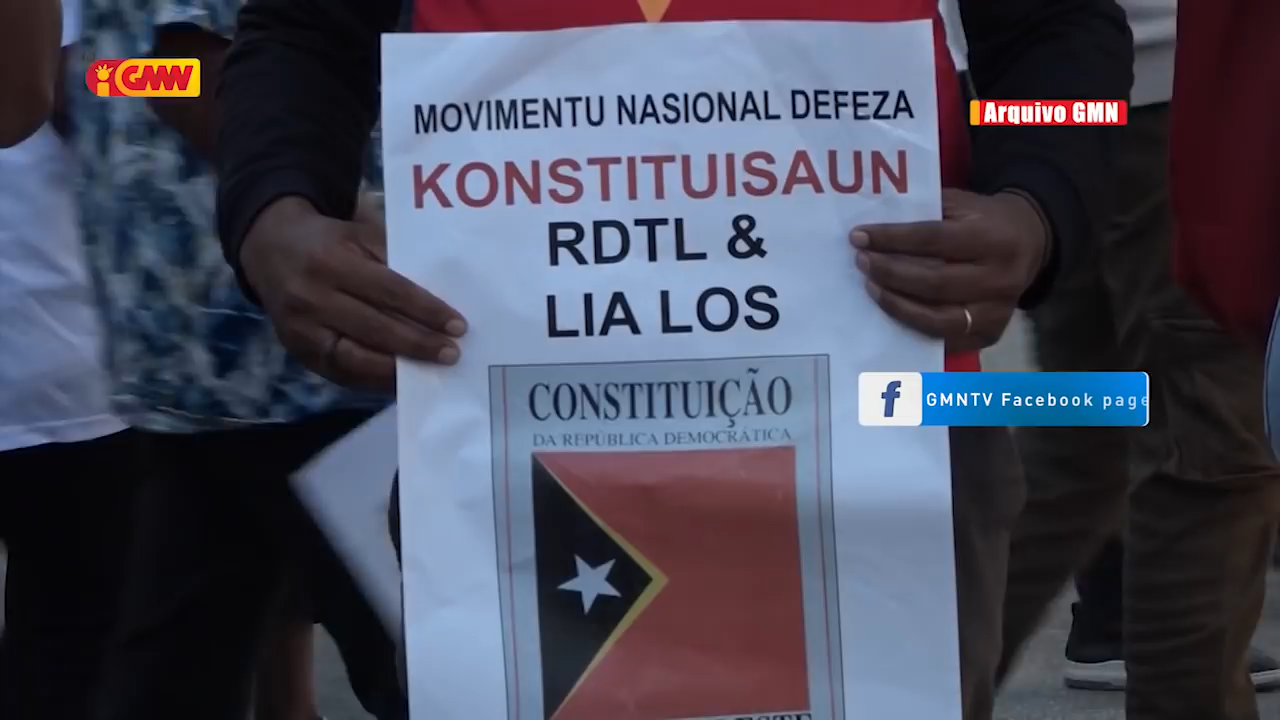 GMN
Arquivo GMN
MOVIMENTU NASIONAL DEFEZA
KONSTITUISAUN
RDTL &
LIA LOS
GMNTV Facebook page
CONSTITUIÇÃO
DA REPÚBLICA DEMOCRÁTICA